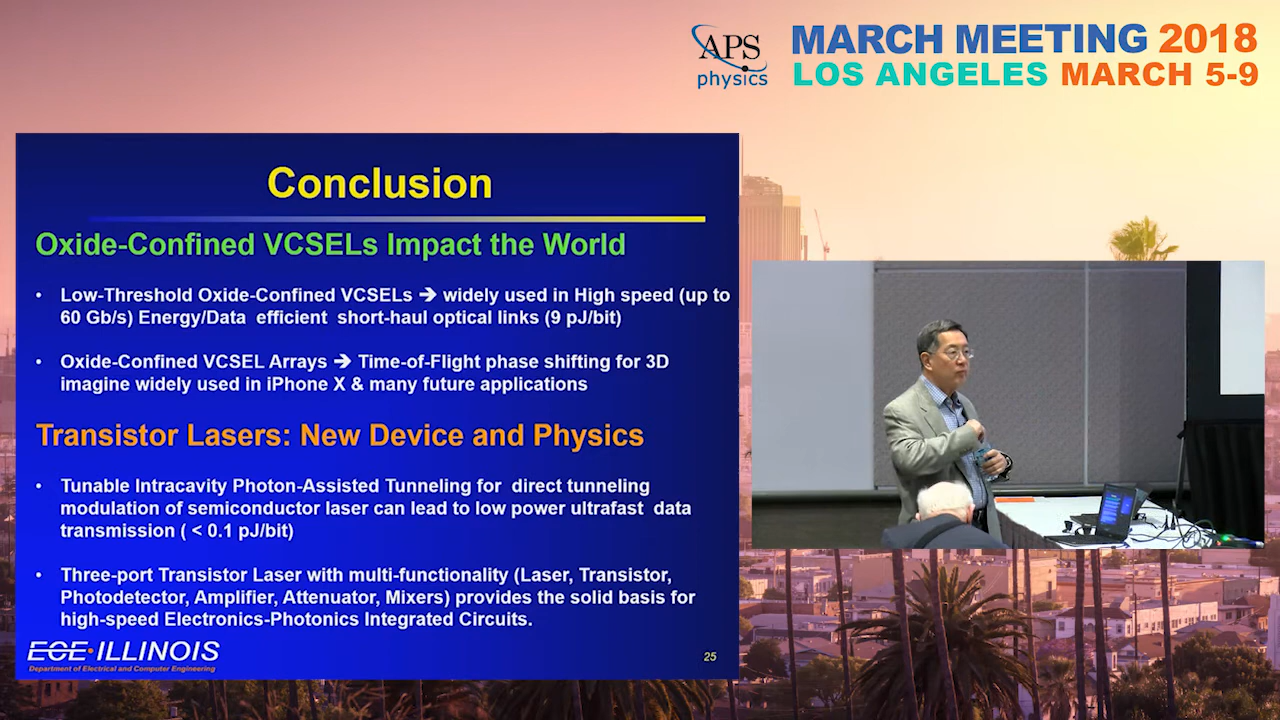 APS
physics
MARCH MEETING 2018
LOS ANGELES MARCH 5-9
Conclusion
Oxide-Confined VCSELs Impact the World
• Low-Threshold Oxide-Confined VCSELs ➔ widely used in High speed (up to
60 Gb/s) Energy/Data efficient short-haul optical links (9 pJ/bit)
• Oxide-Confined VCSEL Arrays ➔ Time-of-Flight phase shifting for 3D
imagine widely used in iPhone X & many future applications
Transistor Lasers: New Device and Physics
• Tunable Intracavity Photon-Assisted Tunneling for direct tunneling
modulation of semiconductor laser can lead to low power ultrafast data
transmission ( < 0.1 pJ/bit)
• Three-port Transistor Laser with multi-functionality (Laser, Transistor,
Photodetector, Amplifier, Attenuator, Mixers) provides the solid basis for
high-speed Electronics-Photonics Integrated Circuits.
ECE·ILLINOIS
Department of Electrical and Computer Engineering
25